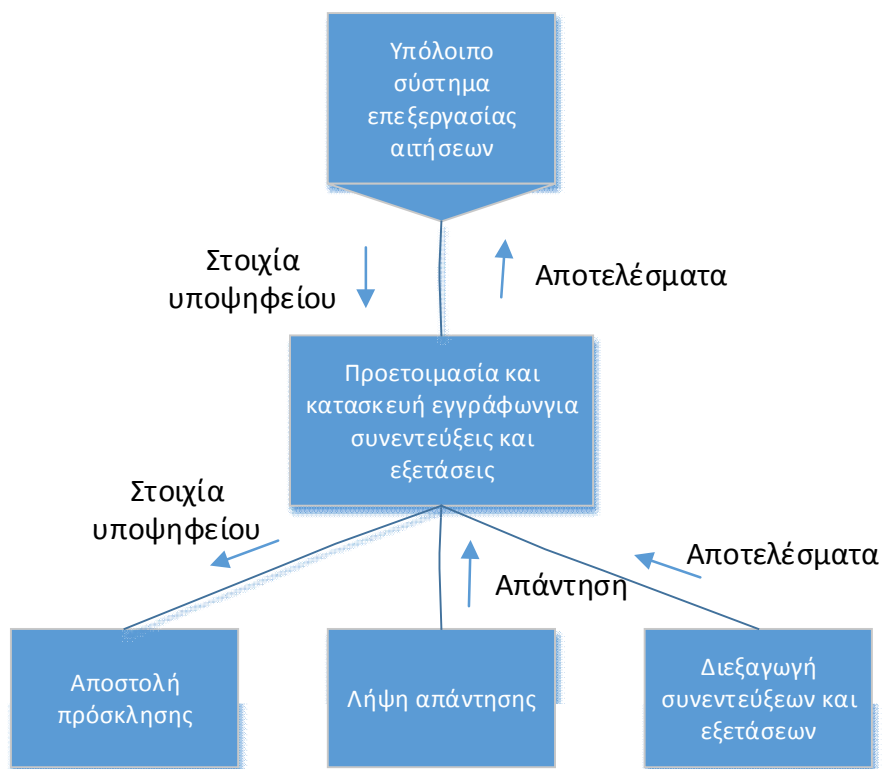 Υπόλοιπο
σύστημα
επεξεργασίας
αιτήσεων
Στοιχία
υποψηφείου
Αποτελέσματα
Προετοιμασία και
κατασκευή εγγράφωνγια
συνεντεύξεις και
εξετάσεις
Στοιχία
υποψηφείου
Απάντηση
Αποτελέσματα
Αποστολή
πρόσκλησης
Λήψη απάντησης
Διεξαγωγή
συνεντεύξεων και
εξετάσεων